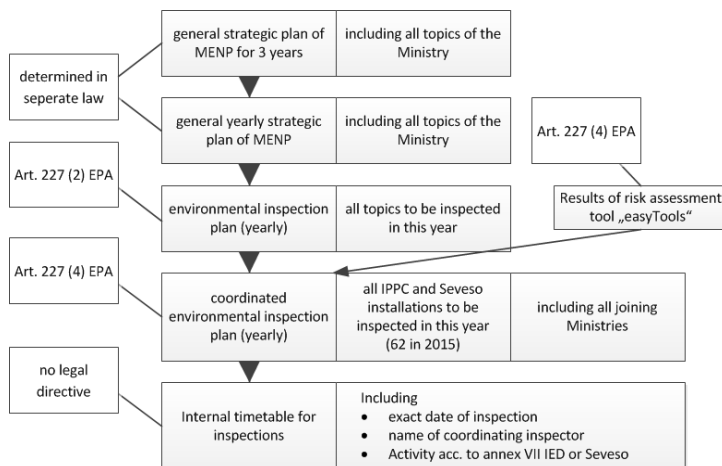 general strategic plan of
MENP for 3 years
including all topics of the
Ministry
determined in
seperate law
general yearly strategic
plan of MENP
including all topics of the
Ministry
Art. 227 (4) EPA
Art. 227 (2) EPA
environmental inspection
plan (yearly)
all topics to be inspected
in this year
Results of risk assessment
tool „easyTools“
Art. 227 (4) EPA
coordinated
environmental inspection
plan (yearly)
all IPPC and Seveso
installations to be
inspected in this year
(62 in 2015)
including all joining
Ministries
no legal
directive
Internal timetable for
inspections
Including
• exact date of inspection
• name of coordinating inspector
• Activity acc. to annex VII IED or Seveso